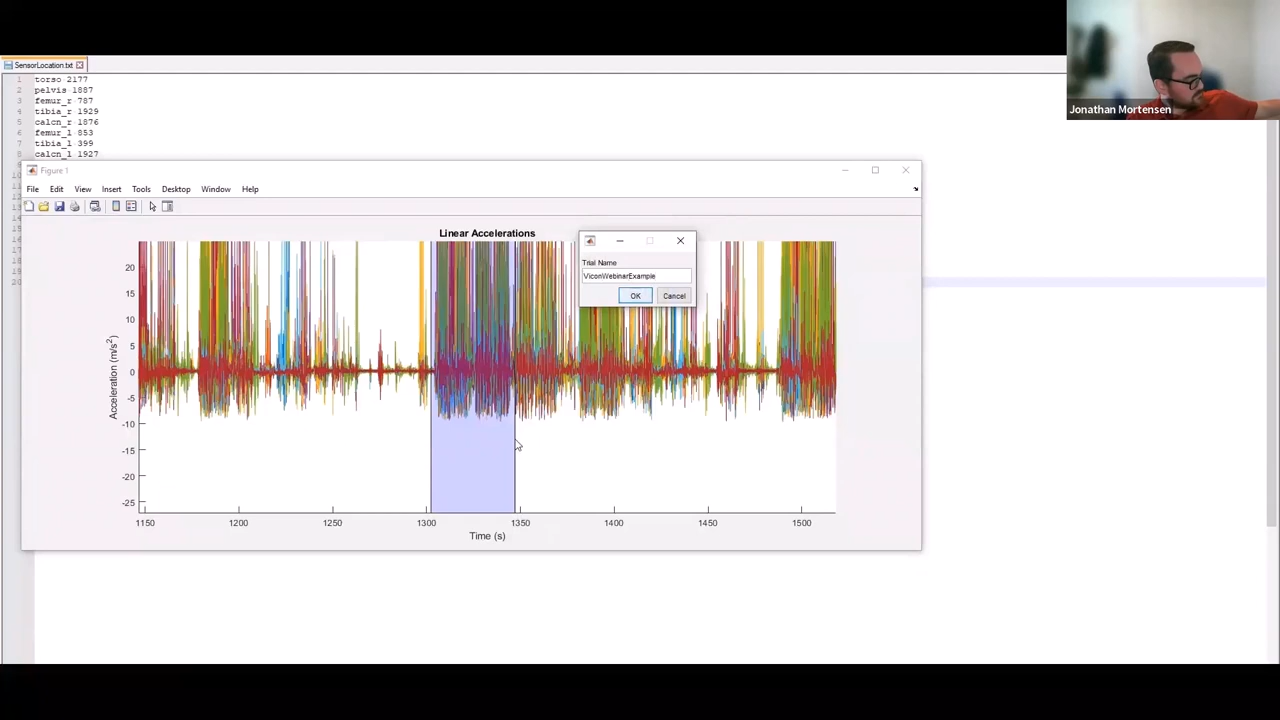 Jonathan Mortensen
SensorLocation.txt
1 torso 2177
2 pelvis 1887
3 femur_r 787
4 tibia_r 1929
5 calcn_r 1876
6 femur_l 853
7 tibia_l 399
8 calcn_l 1927
20
Figure 1
File Edit View Insert Tools Desktop Window Help
Linear Accelerations
Trial Name
ViconWebinarExample
OK Cancel
Acceleration (m/s²)
20
15
10
5
0
-5
-10
-15
-20
-25
1150 1200 1250 1300 1350 1400 1450 1500
Time (s)